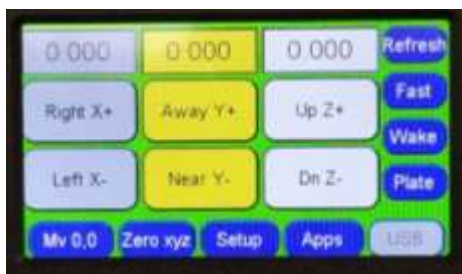 0.000 0.000 0.000 Refresh
Right X+ Away Y+ Up Z+ Fast
Wake
Left X- Near Y- Dn Z- Plate
Mv 0,0 Zero xyz Setup Apps USB